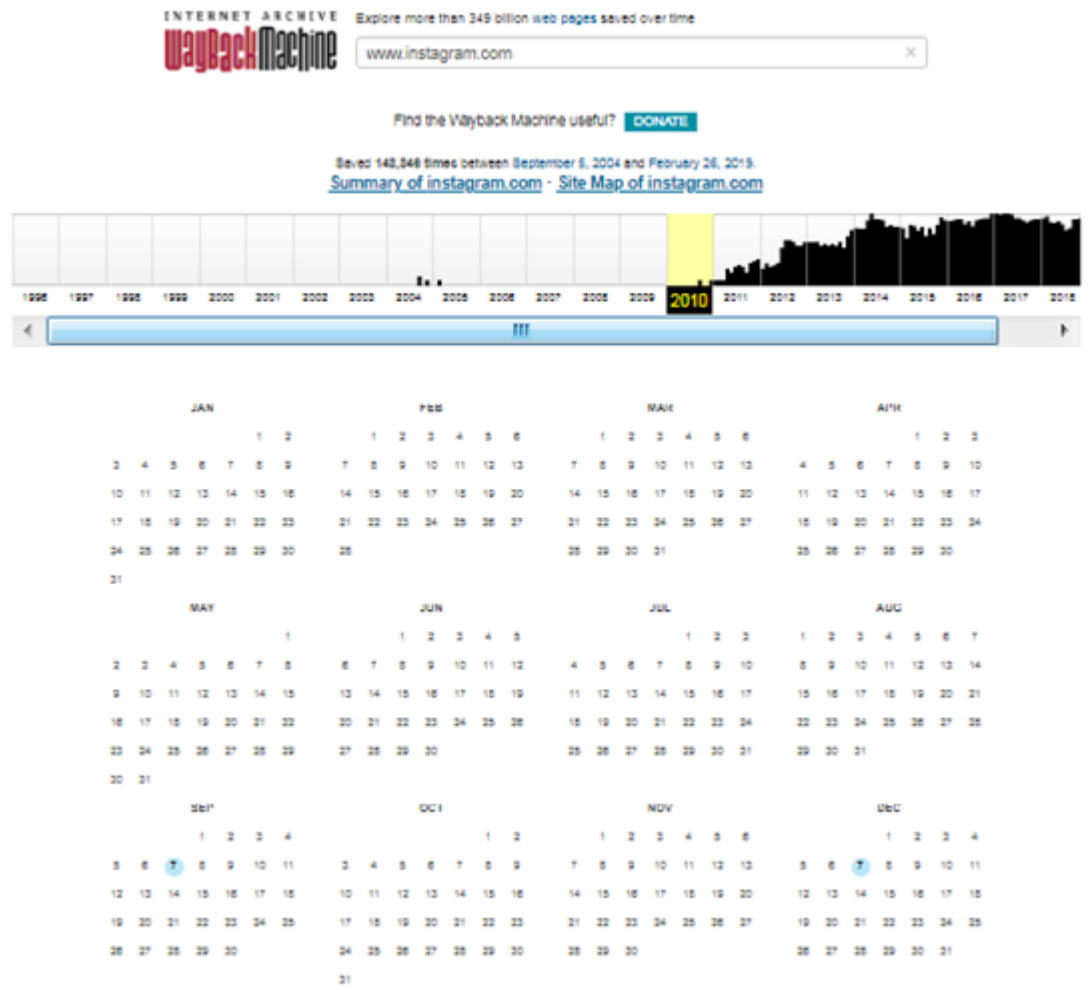 INTERNET ARCHIVE
WayBackMachine
Explore more than 349 billion web pages saved over time
www.instagram.com ×
Find the Wayback Machine useful? DONATE
Saved times between September 5, 2004 and February 26, 2019.
Summary of instagram.com - Site Map of instagram.com
1996 1997 1998 1999 2000 2001 2002 2003 2004 2005 2006 2007 2008 2009 2010 2011 2012 2013 2014 2015 2016 2017 2018
JAN FEB MAR APR
1 2 1 2 3 4 5 6 1 2 3 4 5 6 1 2 3
3 4 5 6 7 8 9 7 8 9 10 11 12 13 7 8 9 10 11 12 13 4 5 6 7 8 9 10
10 11 12 13 14 15 16 14 15 16 17 18 19 20 14 15 16 17 18 19 20 11 12 13 14 15 16 17
17 18 19 20 21 22 23 21 22 23 24 25 26 27 21 22 23 24 25 26 27 18 19 20 21 22 23 24
24 25 26 27 28 29 30 28 28 29 30 31 25 26 27 28 29 30
31
MAY JUN JUL AUG
1 1 2 3 4 5 1 2 3 1 2 3 4 5 6 7
2 3 4 5 6 7 8 6 7 8 9 10 11 12 4 5 6 7 8 9 10 8 9 10 11 12 13 14
9 10 11 12 13 14 15 13 14 15 16 17 18 19 11 12 13 14 15 16 17 15 16 17 18 19 20 21
16 17 18 19 20 21 22 20 21 22 23 24 25 26 18 19 20 21 22 23 24 22 23 24 25 26 27 28
23 24 25 26 27 28 29 27 28 29 30 25 26 27 28 29 30 31 29 30 31
30 31
SEP OCT NOV DEC
1 2 3 4 1 2 1 2 3 4 5 6 1 2 3 4
5 6 7 8 9 10 11 3 4 5 6 7 8 9 7 8 9 10 11 12 13 5 6 7 8 9 10 11
12 13 14 15 16 17 18 10 11 12 13 14 15 16 14 15 16 17 18 19 20 12 13 14 15 16 17 18
19 20 21 22 23 24 25 17 18 19 20 21 22 23 21 22 23 24 25 26 27 19 20 21 22 23 24 25
26 27 28 29 30 24 25 26 27 28 29 30 28 29 30 26 27 28 29 30 31
31